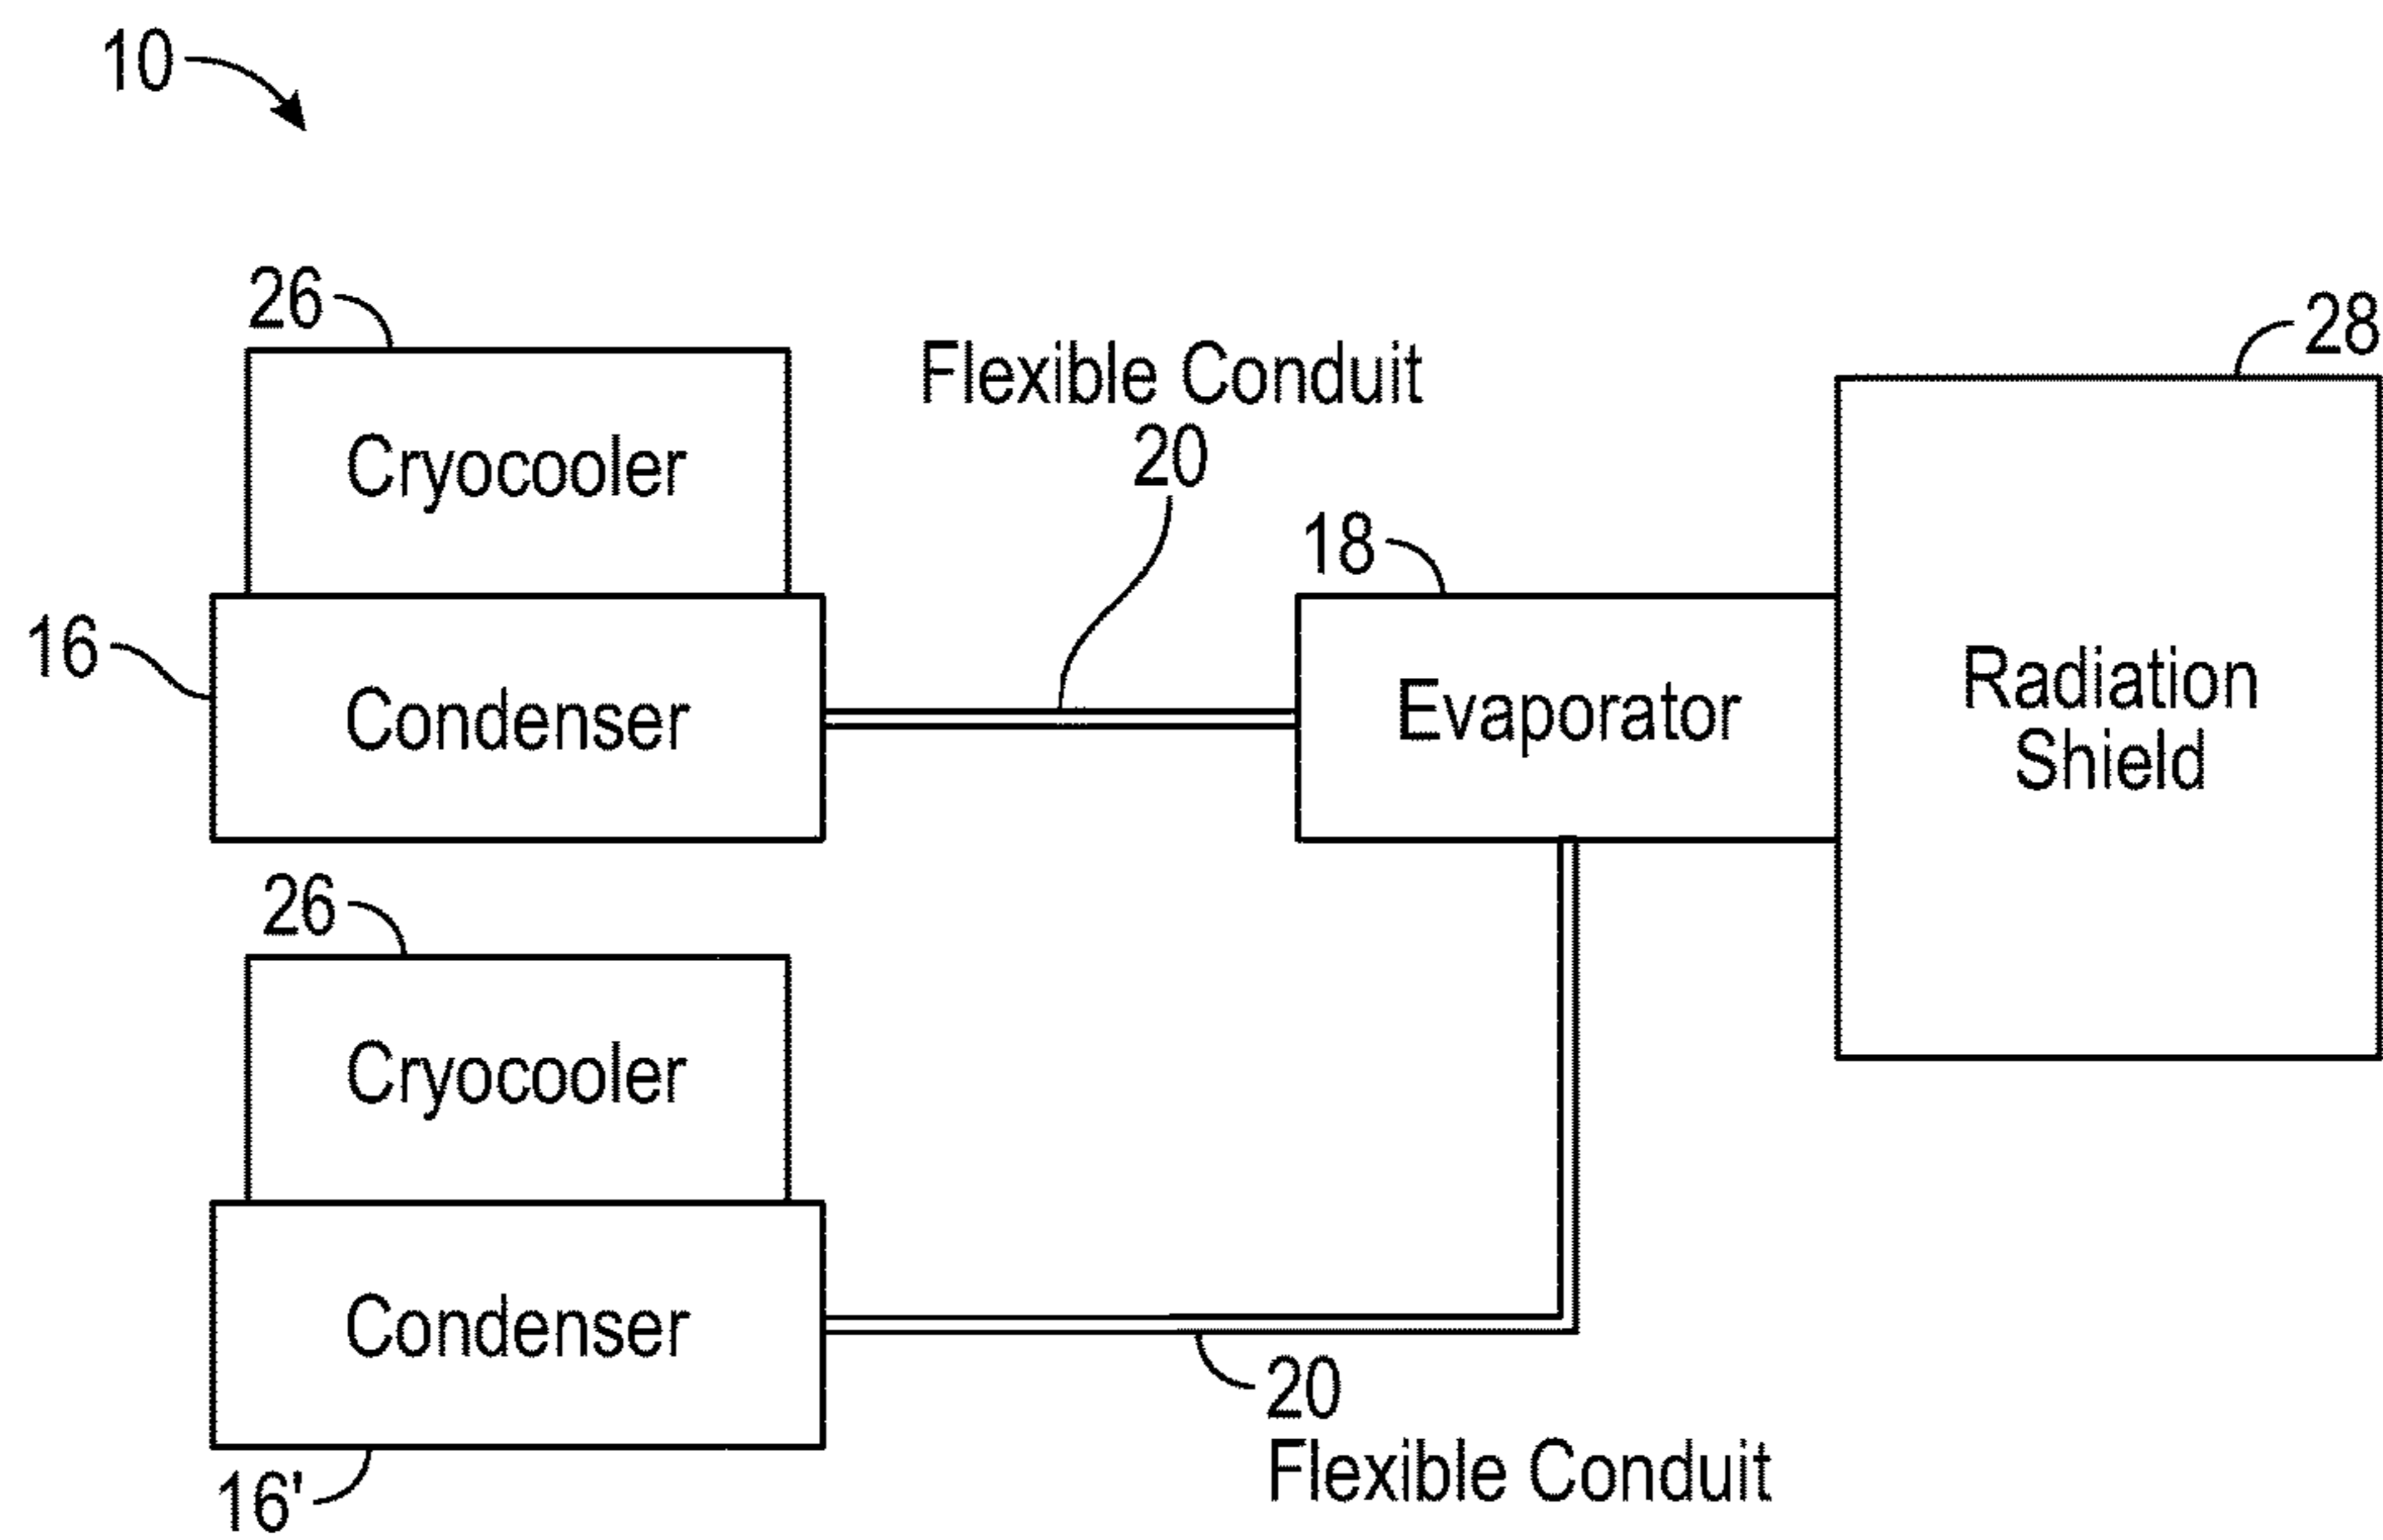 10
26
Flexible Conduit
20
28
Cryocooler
18
16
Condenser
Evaporator
Radiation
Shield
26
Cryocooler
Condenser
20
Flexible Conduit
16'